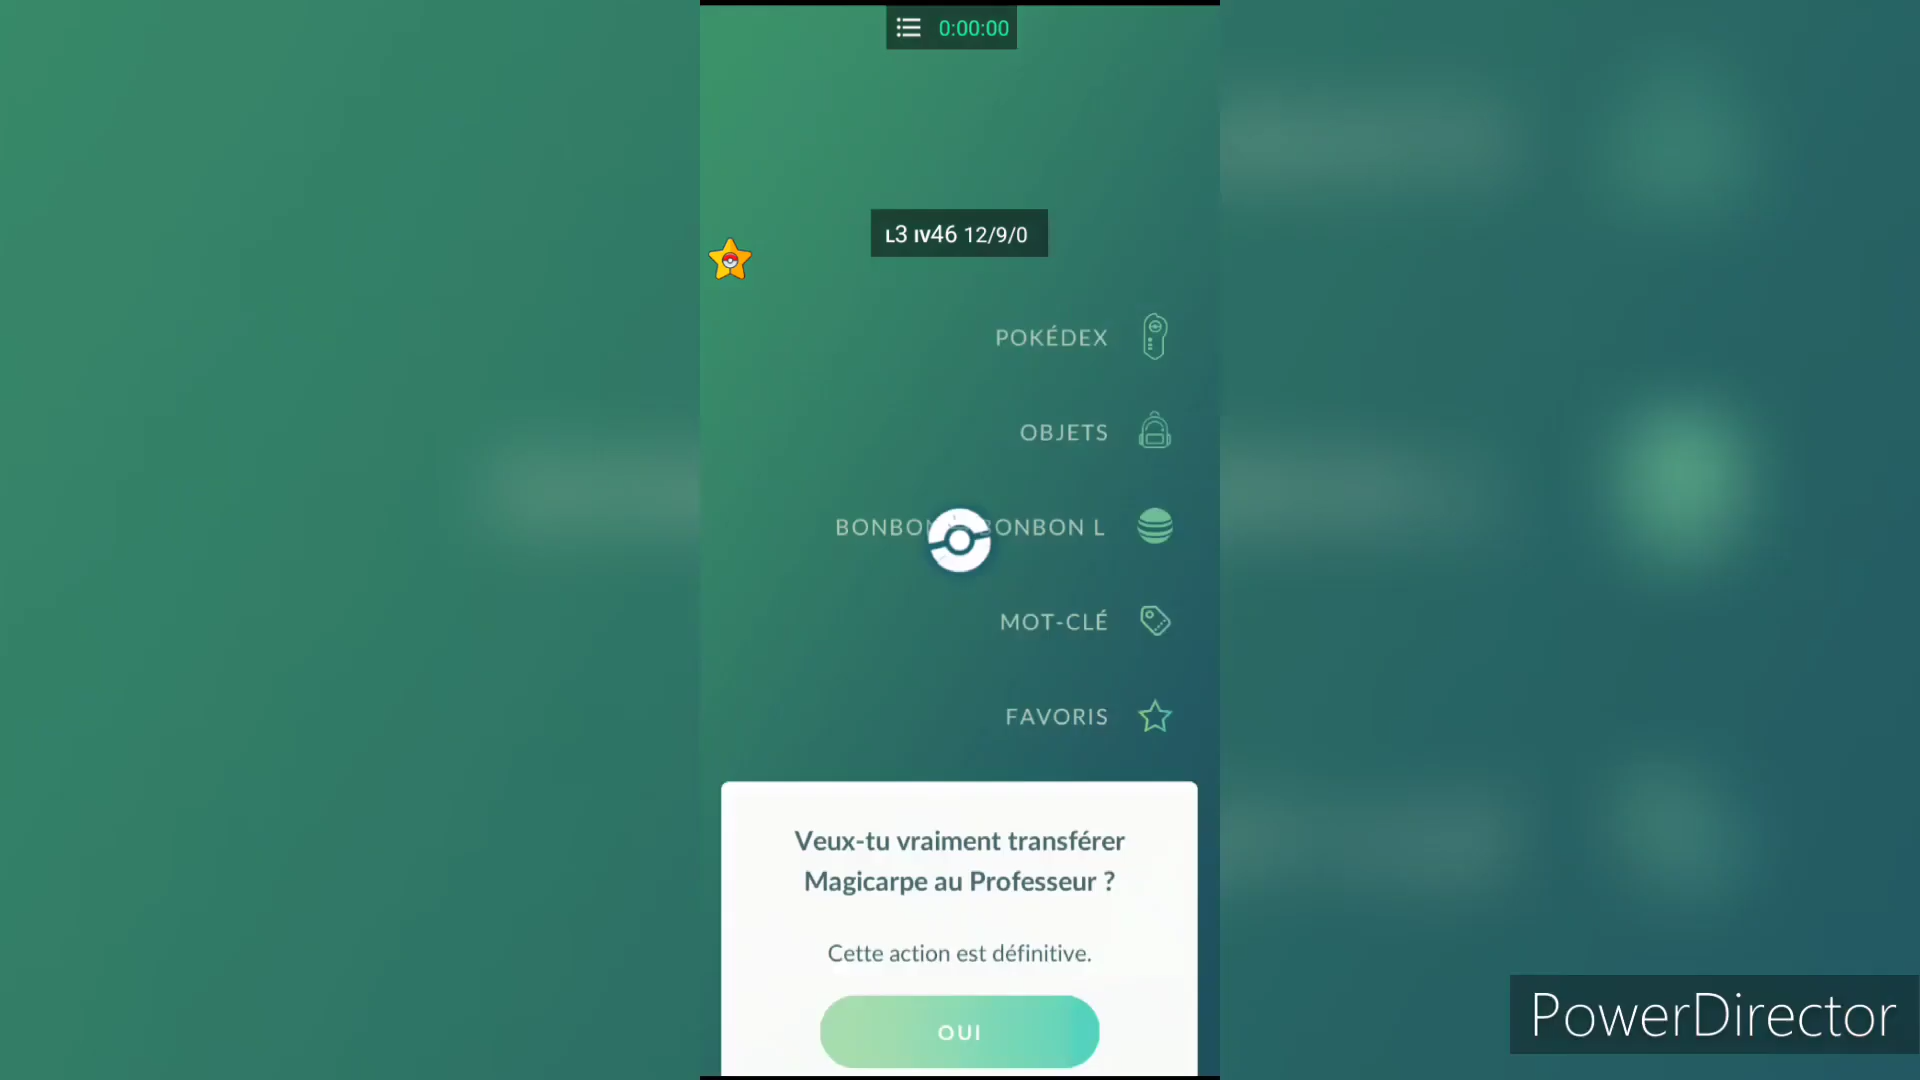 0:00:00
L3 IV46 12/9/0
POKÉDEX
OBJETS
BONBON L
MOT-CLÉ
FAVORIS
Veux-tu vraiment transférer
Magicarpe au Professeur ?
Cette action est définitive.
OUI
PowerDirector